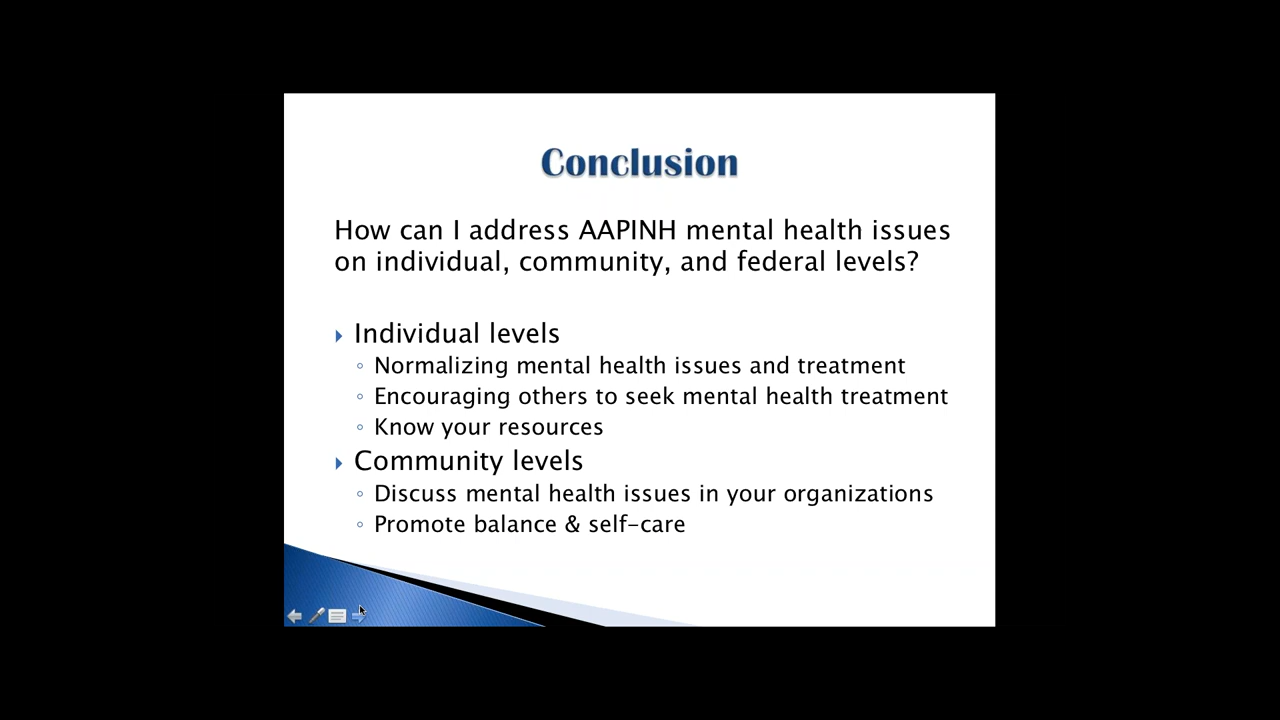 Conclusion
How can I address AAPINH mental health issues
on individual, community, and federal levels?
Individual levels
Normalizing mental health issues and treatment
Encouraging others to seek mental health treatment
Know your resources
Community levels
Discuss mental health issues in your organizations
Promote balance & self-care